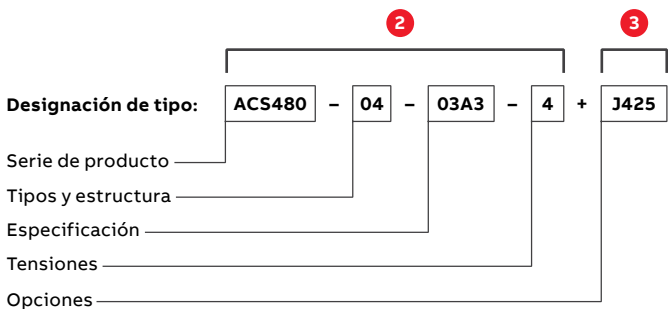 2 3
Designación de tipo: ACS480 – 04 – 03A3 – 4 + J425
Serie de producto
Tipos y estructura
Especificación
Tensiones
Opciones